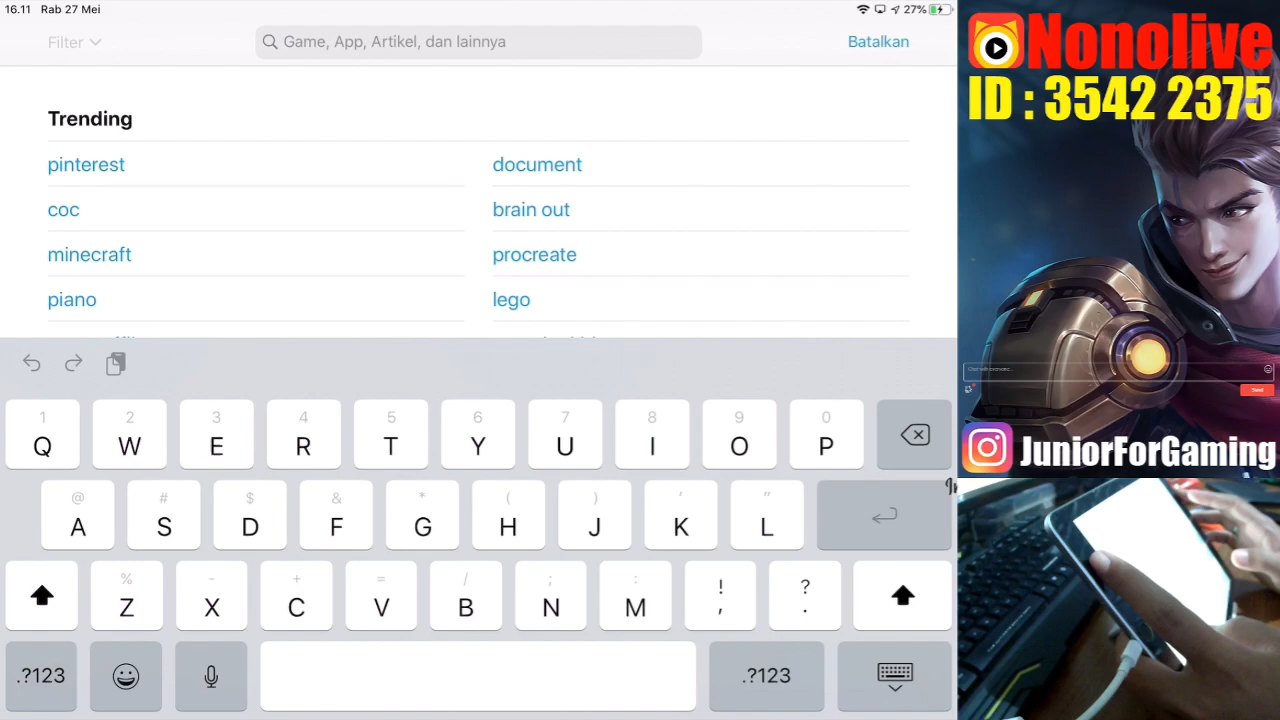 16.11 Rab 27 Mei
27%
Filter
Game, App, Artikel, dan lainnya
Batalkan
Trending
pinterest
document
coc
brain out
minecraft
procreate
piano
lego
1 2 3 4 5 6 7 8 9 0
Q W E R T Y U I O P
@ # $ & * ( ) ' "
A S D F G H J K L
% - + = / ; : ! ?
Z X C V B N M , .
.?123
.?123
Nonolive
ID : 3542 2375
Send
JuniorForGaming